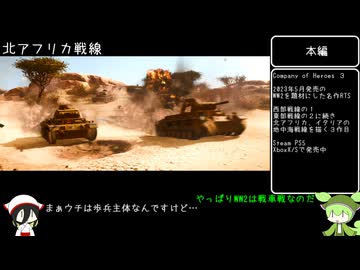 北アフリカ戦線
本編
Company of Heroes 3
2023年5月発売の
WW2を題材にした名作RTS
西部戦線の1
東部戦線の2に続き
北アフリカ、イタリアの
地中海戦線を描く3作目
Steam PS5
XboxX/Sで発売中
やっぱりWW2は戦車戦なのだ
まぁウチは歩兵主体なんですけど…